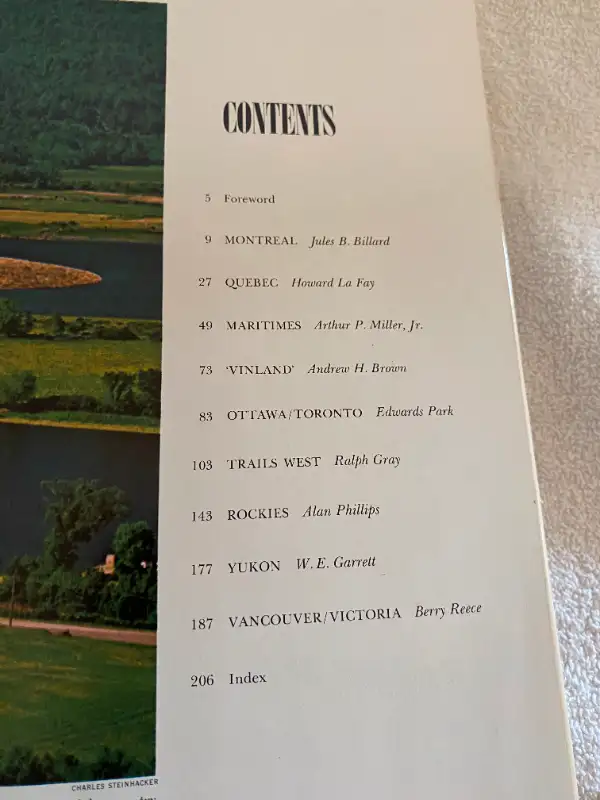 CONTENTS
5 Foreword
9 MONTREAL Jules B. Billard
27 QUEBEC Howard La Fay
49 MARITIMES Arthur P. Miller, Jr.
73 'VINLAND' Andrew H. Brown
83 OTTAWA/TORONTO Edwards Park
103 TRAILS WEST Ralph Gray
143 ROCKIES Alan Phillips
177 YUKON W. E. Garrett
187 VANCOUVER/VICTORIA Berry Reece
206 Index
CHARLES STEINHACKER